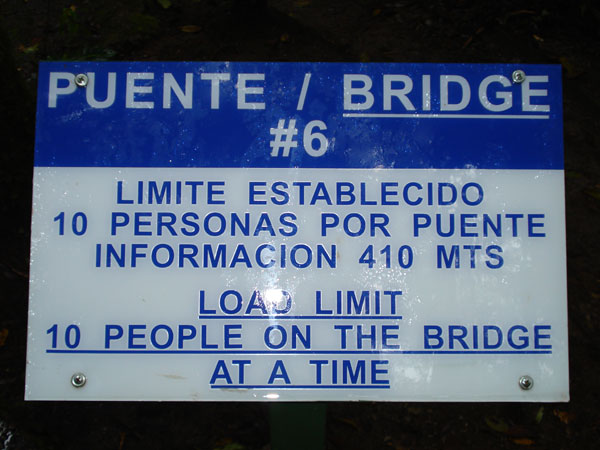 PUENTE / BRIDGE
#6
LIMITE ESTABLECIDO
10 PERSONAS POR PUENTE
INFORMACION 410 MTS
LOAD LIMIT
10 PEOPLE ON THE BRIDGE
AT A TIME